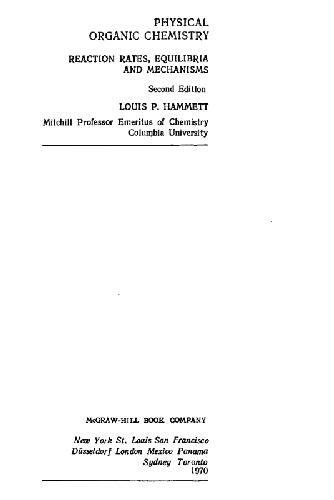 PHYSICAL
ORGANIC CHEMISTRY
REACTION RATES, EQUILIBRIA
AND MECHANISMS
Second Edition
LOUIS P. HAMMETT
Mitchill Professor Emeritus of Chemistry
Columbia University
McGRAW-HILL BOOK COMPANY
New York St. Louis San Francisco
Düsseldorf London Mexico Panama
Sydney Toronto
1970